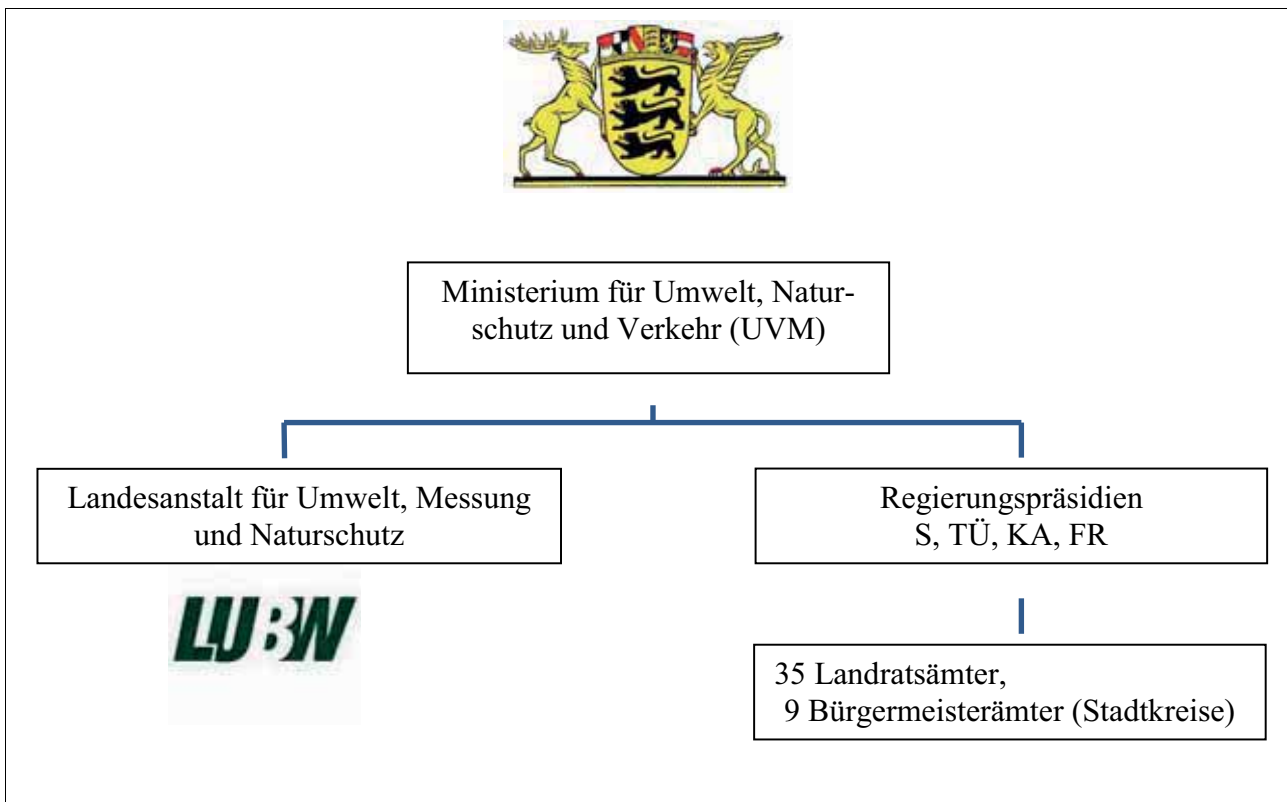 Ministerium für Umwelt, Natur-
schutz und Verkehr (UVM)
Landesanstalt für Umwelt, Messung
und Naturschutz
Regierungspräsidien
S, TÜ, KA, FR
LUBW
35 Landratsämter,
9 Bürgermeisterämter (Stadtkreise)